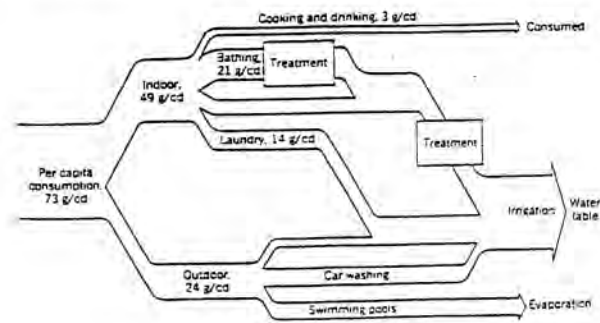 Cooking and drinking, 3 g/cd
Consumed
Bathing,
21 g/cd
Treatment
Indoor,
49 g/cd
Treatment
Laundry, 14 g/cd
Per capita
consumption,
73 g/cd
Irrigation
Water
table
Outdoor,
24 g/cd
Car washing
Swimming pools
Evaporation